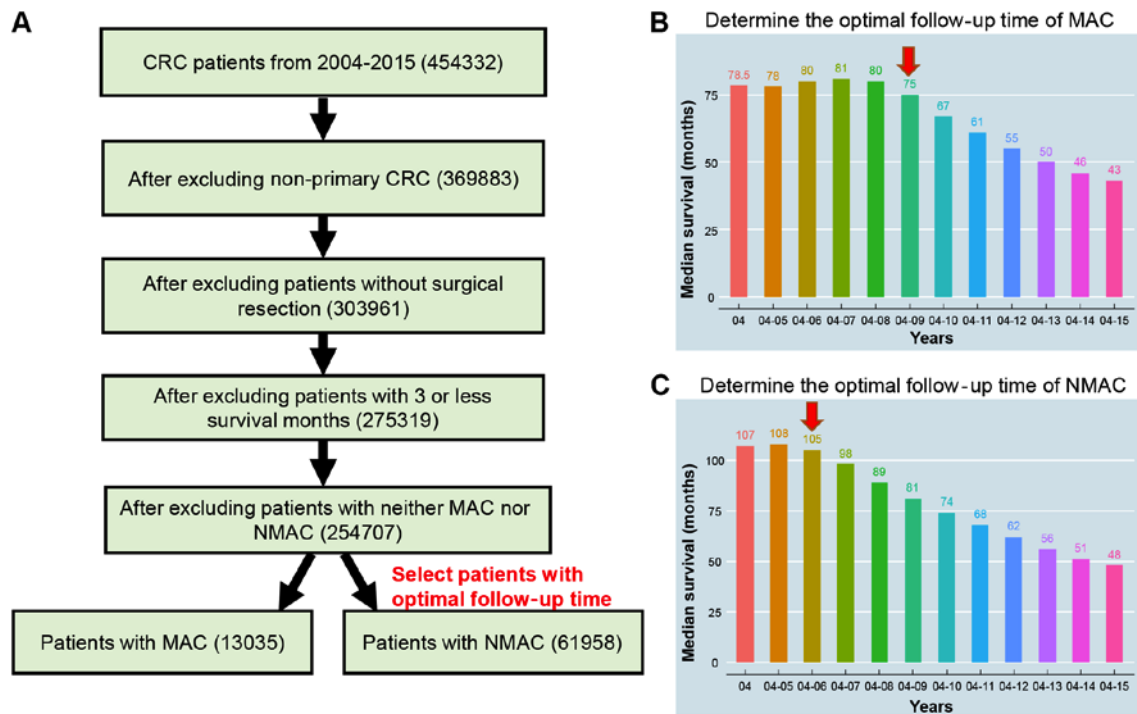 A
CRC patients from 2004-2015 (454332)
After excluding non-primary CRC (369883)
After excluding patients without surgical
resection (303961)
After excluding patients with 3 or less
survival months (275319)
After excluding patients with neither MAC nor
NMAC (254707)
Select patients with
optimal follow-up time
Patients with MAC (13035)
Patients with NMAC (61958)
B
Determine the optimal follow-up time of MAC
Median survival (months)
75
50
25
0
78.5 78 80 81 80 75 67 61 55 50 46 43
04 04-05 04-06 04-07 04-08 04-09 04-10 04-11 04-12 04-13 04-14 04-15
Years
C
Determine the optimal follow-up time of NMAC
Median survival (months)
100
75
50
25
0
107 108 105 98 89 81 74 68 62 56 51 48
04 04-05 04-06 04-07 04-08 04-09 04-10 04-11 04-12 04-13 04-14 04-15
Years